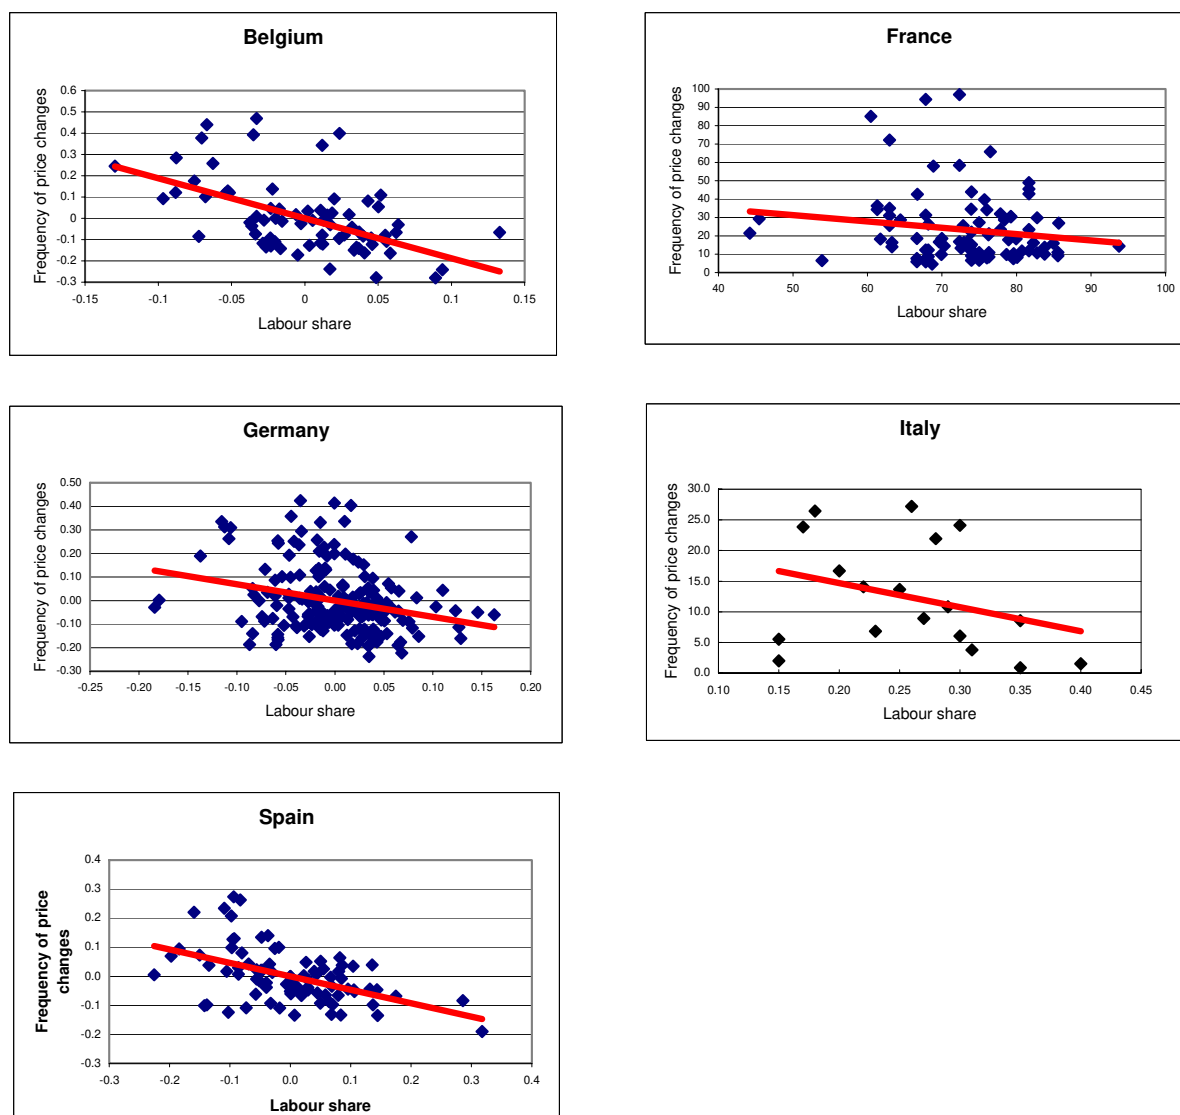 Belgium
Frequency of price changes
0.6
0.5
0.4
0.3
0.2
0.1
0
-0.1
-0.2
-0.3
-0.15 -0.1 -0.05 0 0.05 0.1 0.15
Labour share
France
Frequency of price changes
100
90
80
70
60
50
40
30
20
10
0
40 50 60 70 80 90 100
Labour share
Germany
Frequency of price changes
0.50
0.40
0.30
0.20
0.10
0.00
-0.10
-0.20
-0.30
-0.25 -0.20 -0.15 -0.10 -0.05 0.00 0.05 0.10 0.15 0.20
Labour share
Italy
Frequency of price changes
30.0
25.0
20.0
15.0
10.0
5.0
0.0
0.10 0.15 0.20 0.25 0.30 0.35 0.40 0.45
Labour share
Spain
Frequency of price
changes
0.4
0.3
0.2
0.1
0.0
-0.1
-0.2
-0.3
-0.3 -0.2 -0.1 0.0 0.1 0.2 0.3 0.4
Labour share